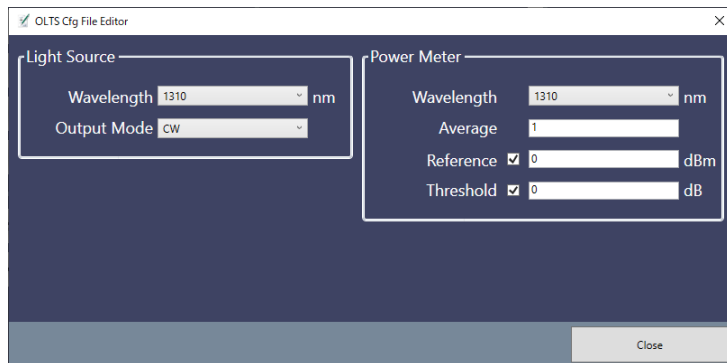 OLTS Cfg File Editor
Light Source
Wavelength 1310 nm
Output Mode CW
Power Meter
Wavelength 1310 nm
Average 1
Reference 0 dBm
Threshold 0 dB
Close